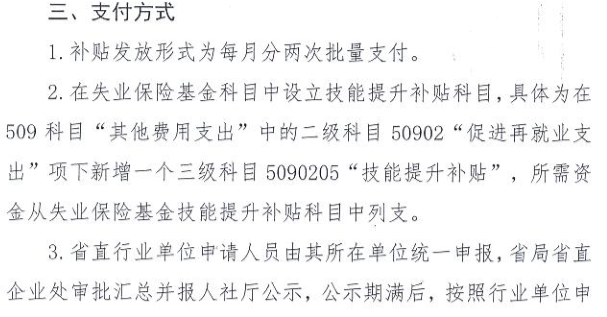 三、支付方式
1.补贴发放形式为每月分两次批量支付。
2.在失业保险基金科目中设立技能提升补贴科目,具体为在
509科目“其他费用支出”中的二级科目50902“促进再就业支
出”项下新增一个三级科目5090205“技能提升补贴”,所需资
金从失业保险基金技能提升补贴科目中列支。
3.省直行业单位申请人员由其所在单位统一申报,省局省直
企业处审批汇总并报人社厅公示,公示期满后,按照行业单位申